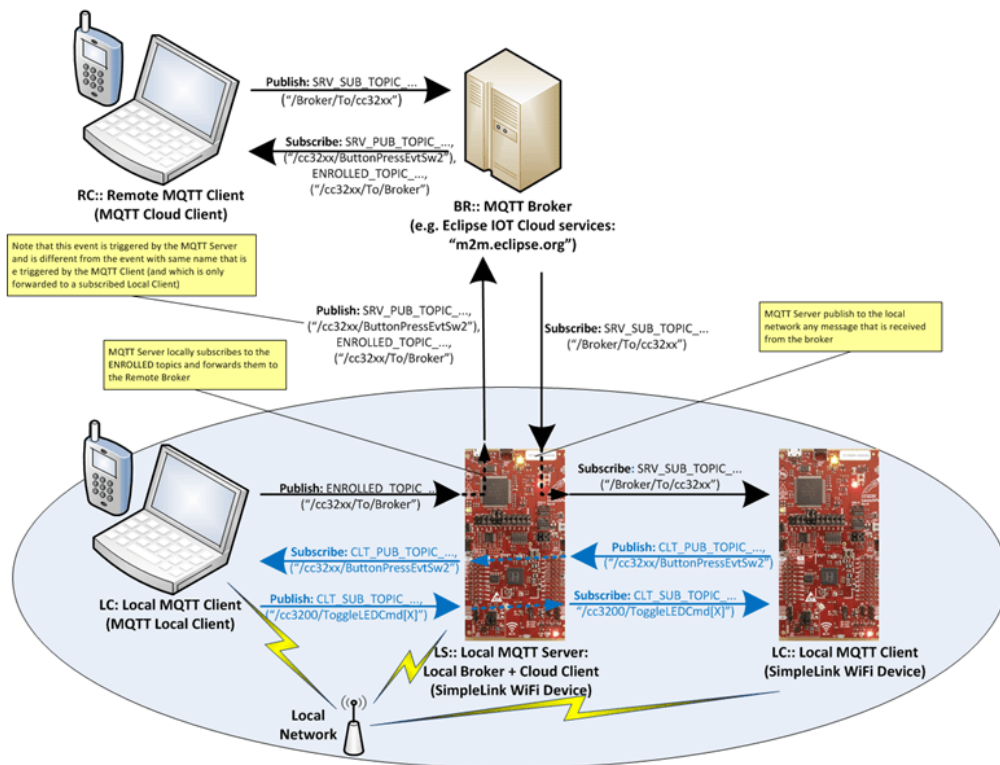 Publish: SRV_SUB_TOPIC_...
(“/Broker/To/cc32xx”)
Subscribe: SRV_PUB_TOPIC_...,
(“/cc32xx/ButtonPressEvtSw2”),
ENROLLED_TOPIC_...,
(“/cc32xx/To/Broker”)
RC:: Remote MQTT Client
(MQTT Cloud Client)
BR:: MQTT Broker
(e.g. Eclipse IOT Cloud services:
“m2m.eclipse.org”)
Note that this event is triggered by the MQTT Server
and is different from the event with same name that is
e triggered by the MQTT Client (and which is only
forwarded to a subscribed Local Client)
Publish: SRV_PUB_TOPIC_...,
(“/cc32xx/ButtonPressEvtSw2”),
ENROLLED_TOPIC_...,
(“/cc32xx/To/Broker”)
Subscribe: SRV_SUB_TOPIC_...
(“/Broker/To/cc32xx”)
MQTT Server publish to the local
network any message that is received
from the broker
MQTT Server locally subscribes to the
ENROLLED topics and forwards them to
the Remote Broker
Publish: ENROLLED_TOPIC_...
(“/cc32xx/To/Broker”)
Subscribe: SRV_SUB_TOPIC_...
(“/Broker/To/cc32xx”)
Subscribe: CLT_PUB_TOPIC_...,
(“/cc32xx/ButtonPressEvtSw2”)
Publish: CLT_PUB_TOPIC_...,
(“/cc32xx/ButtonPressEvtSw2”
Publish: CLT_SUB_TOPIC_...
(“/cc3200/ToggleLEDCmd[X]”)
Subscribe: CLT_SUB_TOPIC_...
“/cc3200/ToggleLEDCmd[X]”)
LC: Local MQTT Client
(MQTT Local Client)
LS:: Local MQTT Server:
Local Broker + Cloud Client
(SimpleLink WiFi Device)
LC:: Local MQTT Client
(SimpleLink WiFi Device)
Local
Network